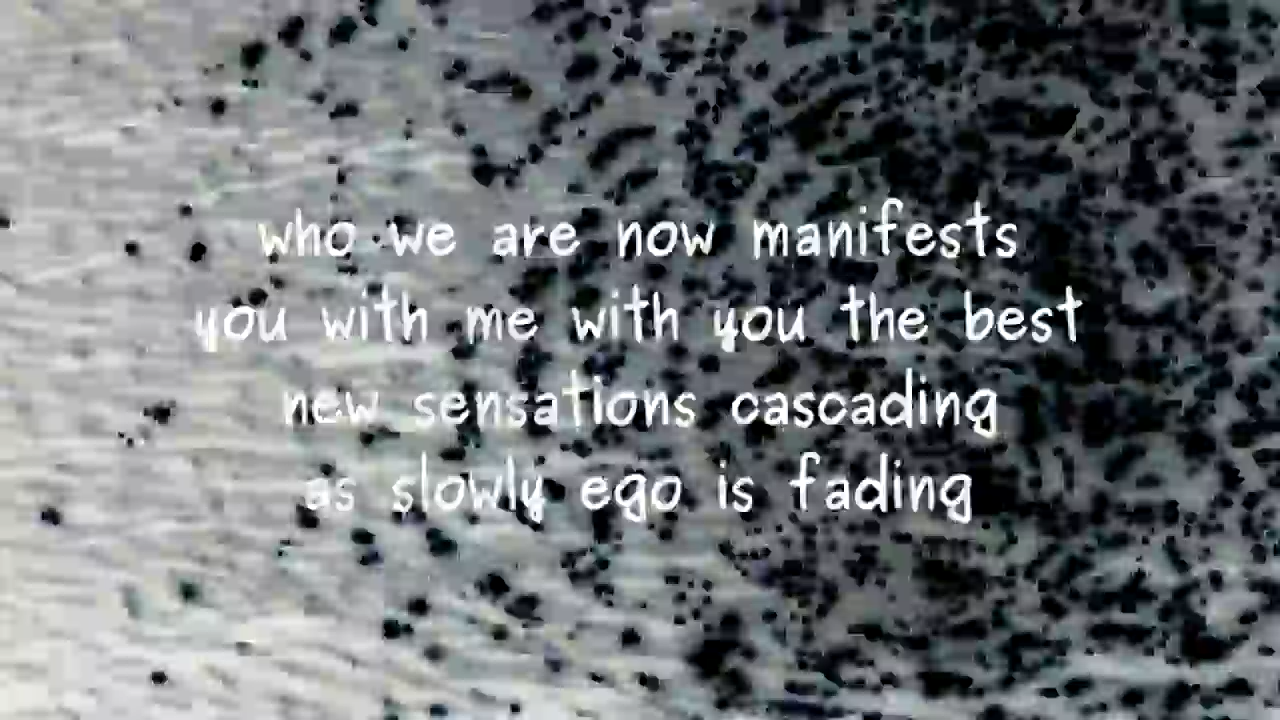 who we are now manifests
you with me with you the best
new sensations cascading
as slowly ego is fading